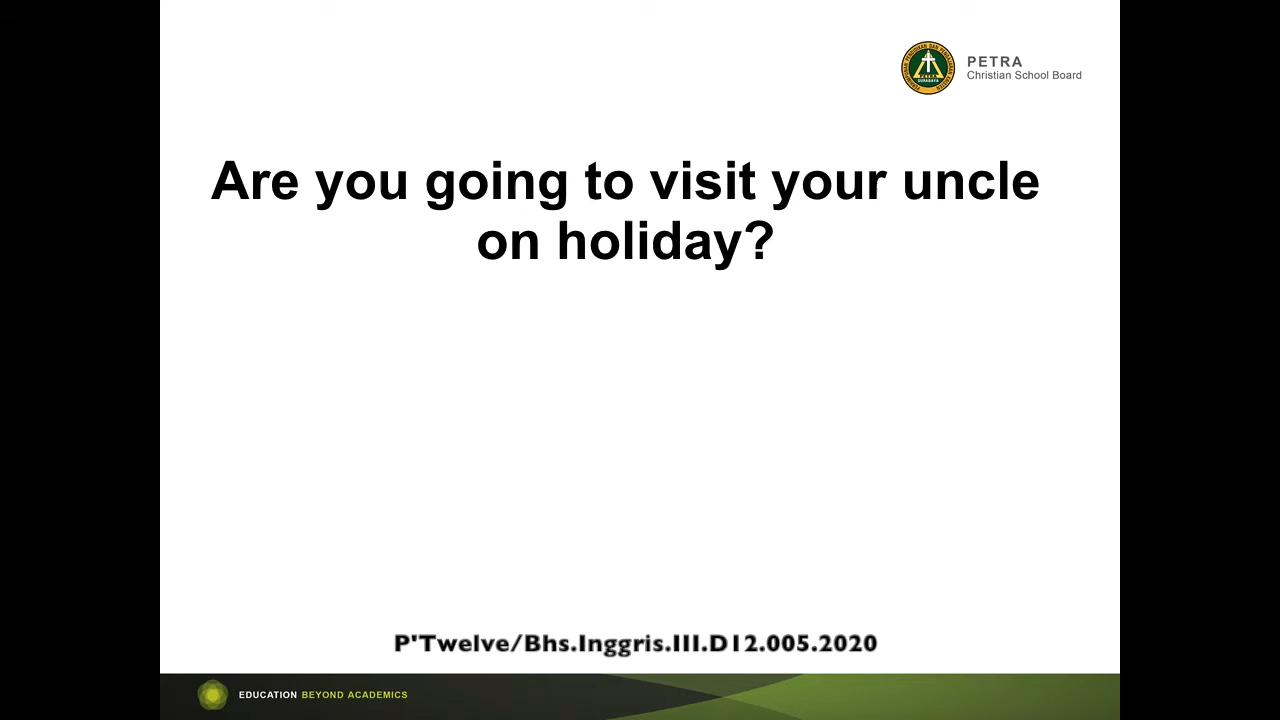 PETRA
Christian School Board
Are you going to visit your uncle
on holiday?
P'Twelve/Bhs.Inggris.III.D12.005.2020
EDUCATION BEYOND ACADEMICS